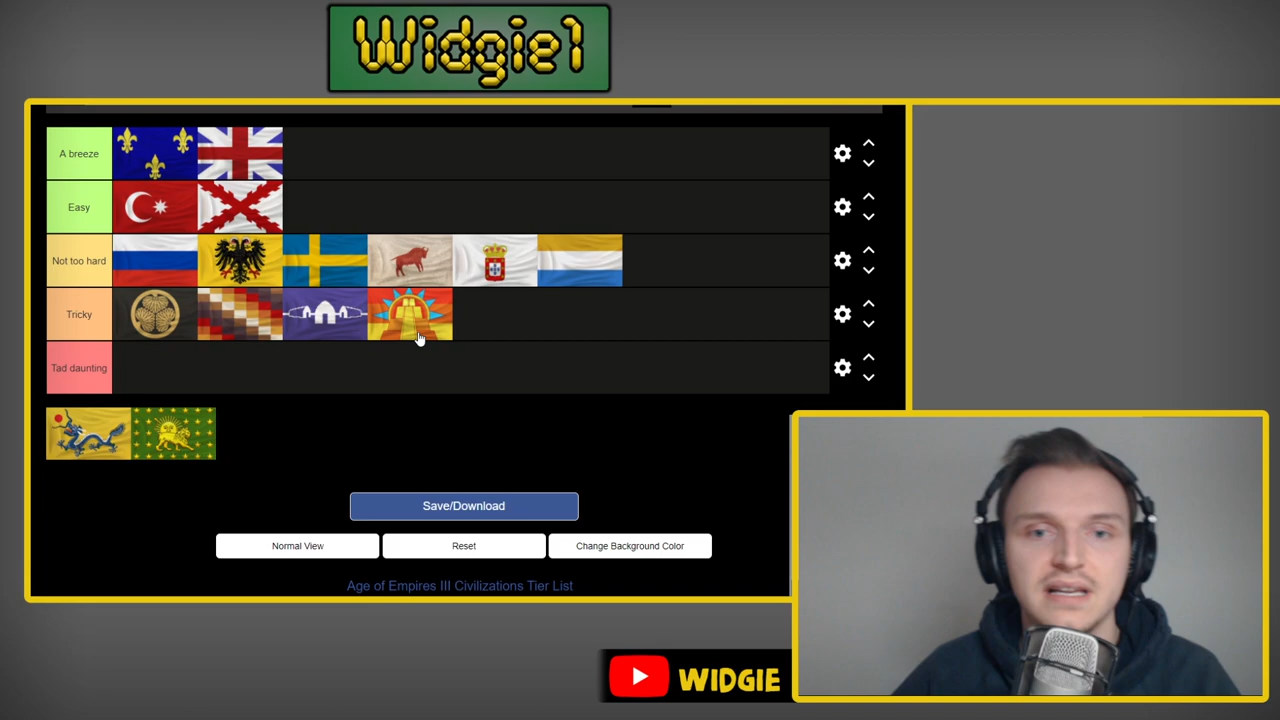 Widgie1
A breeze
Easy
Not too hard
Tricky
Tad daunting
Save/Download
Normal View
Reset
Change Background Color
Age of Empires III Civilizations Tier List
WIDGIE